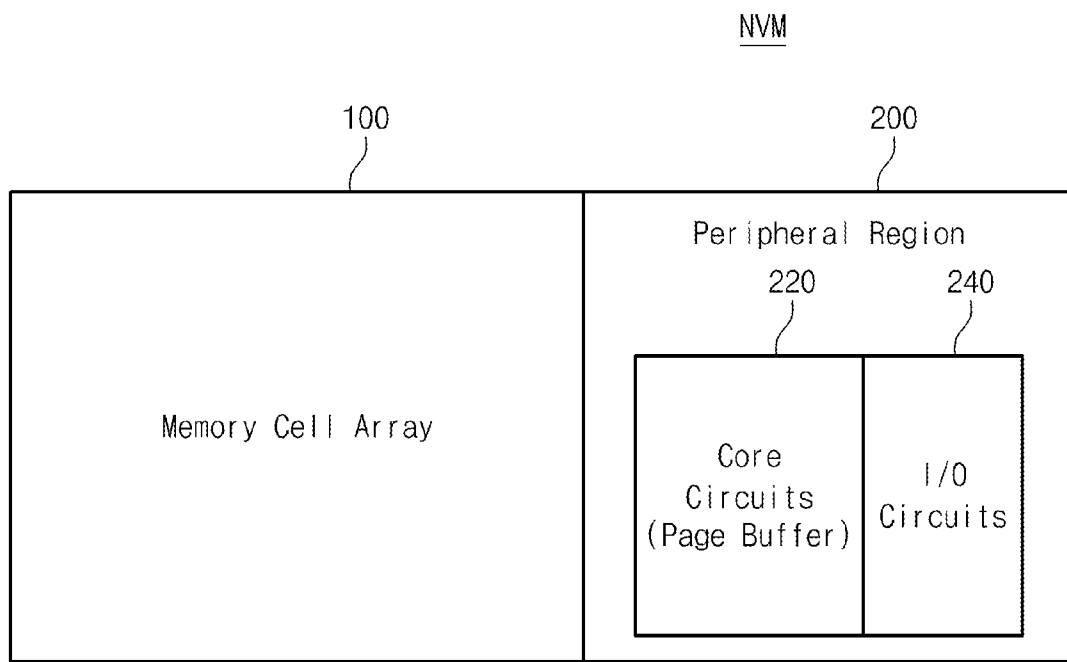 NVM
100
200
Peripheral Region
220
240
Memory Cell Array
Core
Circuits
(Page Buffer)
I/O
Circuits